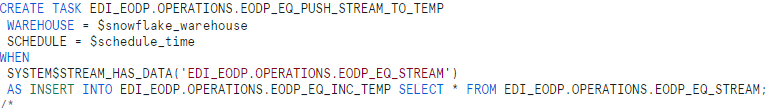 CREATE TASK EDI_EODP.OPERATIONS.EODP_EQ_PUSH_STREAM_TO_TEMP
WAREHOUSE = $snowflake_warehouse
SCHEDULE = $schedule_time
WHEN
SYSTEM$STREAM_HAS_DATA('EDI_EODP.OPERATIONS.EODP_EQ_STREAM')
AS INSERT INTO EDI_EODP.OPERATIONS.EODP_EQ_INC_TEMP SELECT * FROM EDI_EODP.OPERATIONS.EODP_EQ_STREAM;
/*